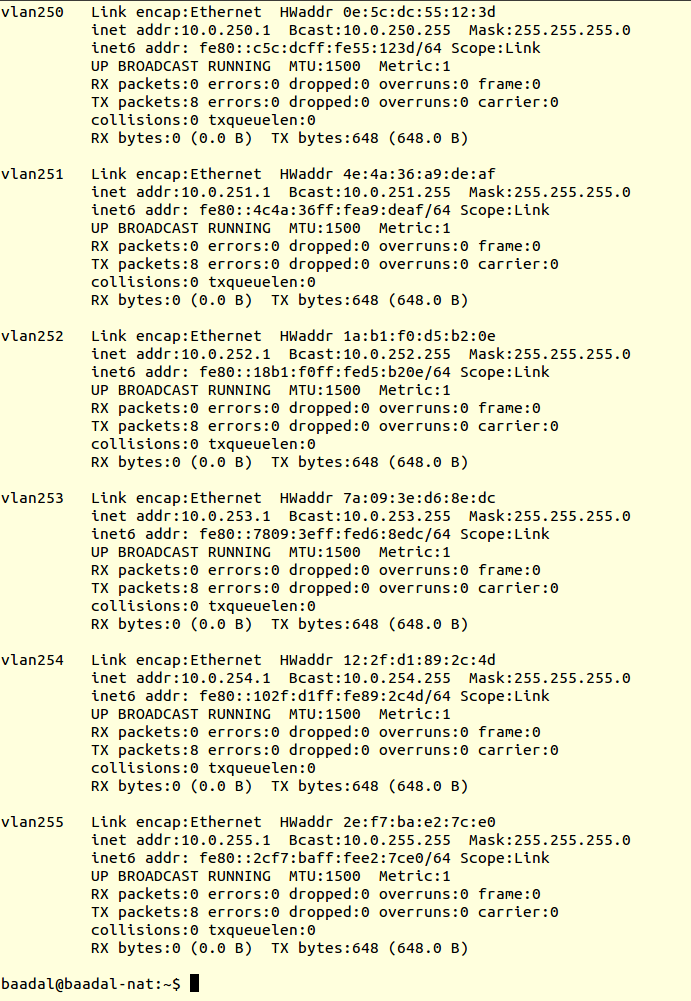 vlan250   Link encap:Ethernet  HWaddr 0e:5c:dc:55:12:3d
          inet addr:10.0.250.1  Bcast:10.0.250.255  Mask:255.255.255.0
          inet6 addr: fe80::c5c:dcff:fe55:123d/64 Scope:Link
          UP BROADCAST RUNNING  MTU:1500  Metric:1
          RX packets:0 errors:0 dropped:0 overruns:0 frame:0
          TX packets:8 errors:0 dropped:0 overruns:0 carrier:0
          collisions:0 txqueuelen:0
          RX bytes:0 (0.0 B)  TX bytes:648 (648.0 B)

vlan251   Link encap:Ethernet  HWaddr 4e:4a:36:a9:de:af
          inet addr:10.0.251.1  Bcast:10.0.251.255  Mask:255.255.255.0
          inet6 addr: fe80::4c4a:36ff:fea9:deaf/64 Scope:Link
          UP BROADCAST RUNNING  MTU:1500  Metric:1
          RX packets:0 errors:0 dropped:0 overruns:0 frame:0
          TX packets:8 errors:0 dropped:0 overruns:0 carrier:0
          collisions:0 txqueuelen:0
          RX bytes:0 (0.0 B)  TX bytes:648 (648.0 B)

vlan252   Link encap:Ethernet  HWaddr 1a:b1:f0:d5:b2:0e
          inet addr:10.0.252.1  Bcast:10.0.252.255  Mask:255.255.255.0
          inet6 addr: fe80::18b1:f0ff:fed5:b20e/64 Scope:Link
          UP BROADCAST RUNNING  MTU:1500  Metric:1
          RX packets:0 errors:0 dropped:0 overruns:0 frame:0
          TX packets:8 errors:0 dropped:0 overruns:0 carrier:0
          collisions:0 txqueuelen:0
          RX bytes:0 (0.0 B)  TX bytes:648 (648.0 B)

vlan253   Link encap:Ethernet  HWaddr 7a:09:3e:d6:8e:dc
          inet addr:10.0.253.1  Bcast:10.0.253.255  Mask:255.255.255.0
          inet6 addr: fe80::7809:3eff:fed6:8edc/64 Scope:Link
          UP BROADCAST RUNNING  MTU:1500  Metric:1
          RX packets:0 errors:0 dropped:0 overruns:0 frame:0
          TX packets:8 errors:0 dropped:0 overruns:0 carrier:0
          collisions:0 txqueuelen:0
          RX bytes:0 (0.0 B)  TX bytes:648 (648.0 B)

vlan254   Link encap:Ethernet  HWaddr 12:2f:d1:89:2c:4d
          inet addr:10.0.254.1  Bcast:10.0.254.255  Mask:255.255.255.0
          inet6 addr: fe80::102f:d1ff:fe89:2c4d/64 Scope:Link
          UP BROADCAST RUNNING  MTU:1500  Metric:1
          RX packets:0 errors:0 dropped:0 overruns:0 frame:0
          TX packets:8 errors:0 dropped:0 overruns:0 carrier:0
          collisions:0 txqueuelen:0
          RX bytes:0 (0.0 B)  TX bytes:648 (648.0 B)

vlan255   Link encap:Ethernet  HWaddr 2e:f7:ba:e2:7c:e0
          inet addr:10.0.255.1  Bcast:10.0.255.255  Mask:255.255.255.0
          inet6 addr: fe80::2cf7:baff:fee2:7ce0/64 Scope:Link
          UP BROADCAST RUNNING  MTU:1500  Metric:1
          RX packets:0 errors:0 dropped:0 overruns:0 frame:0
          TX packets:8 errors:0 dropped:0 overruns:0 carrier:0
          collisions:0 txqueuelen:0
          RX bytes:0 (0.0 B)  TX bytes:648 (648.0 B)

baadal@baadal-nat:~$